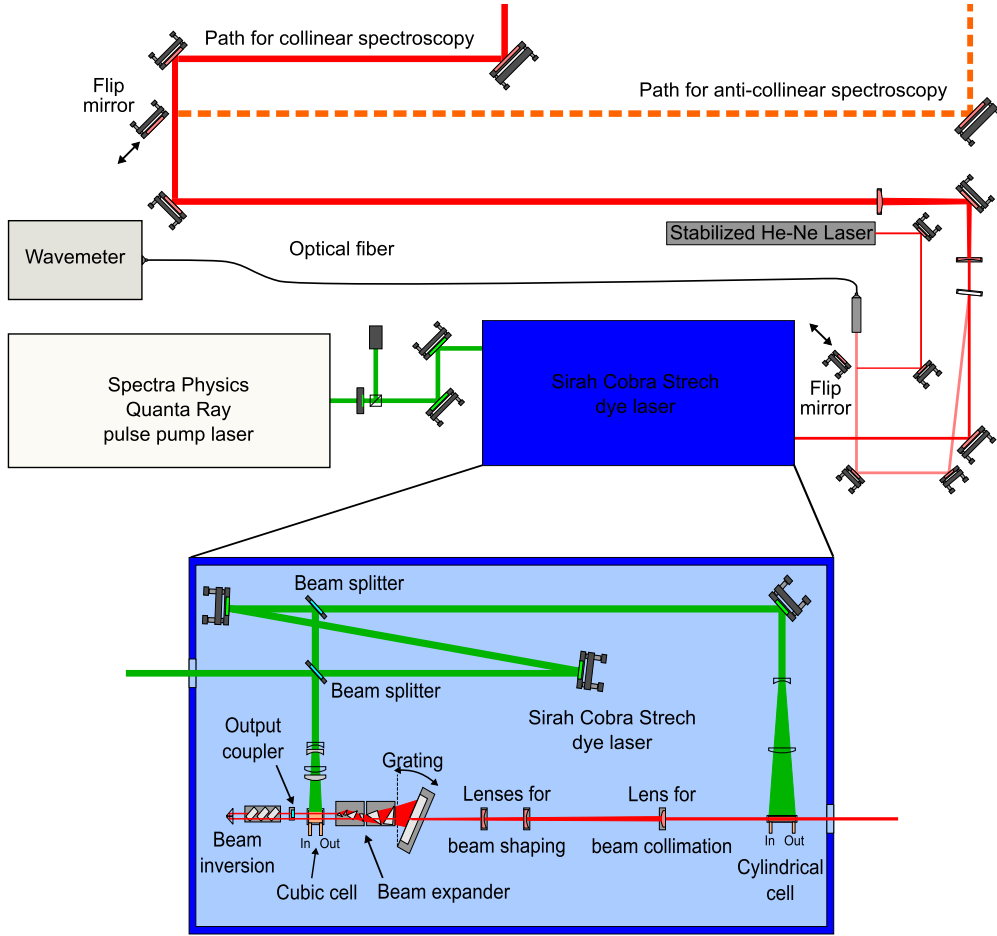 Path for collinear spectroscopy
Flip
mirror
Path for anti-collinear spectroscopy
Stabilized He-Ne Laser
Wavemeter
Optical fiber
Spectra Physics
Quanta Ray
pulse pump laser
Sirah Cobra Strech
dye laser
Flip
mirror
Beam splitter
Beam splitter
Sirah Cobra Strech
dye laser
Output
coupler
Grating
Lenses for
beam shaping
Lens for
beam collimation
Beam
inversion
In Out
Cubic cell
Beam expander
In Out
Cylindrical
cell